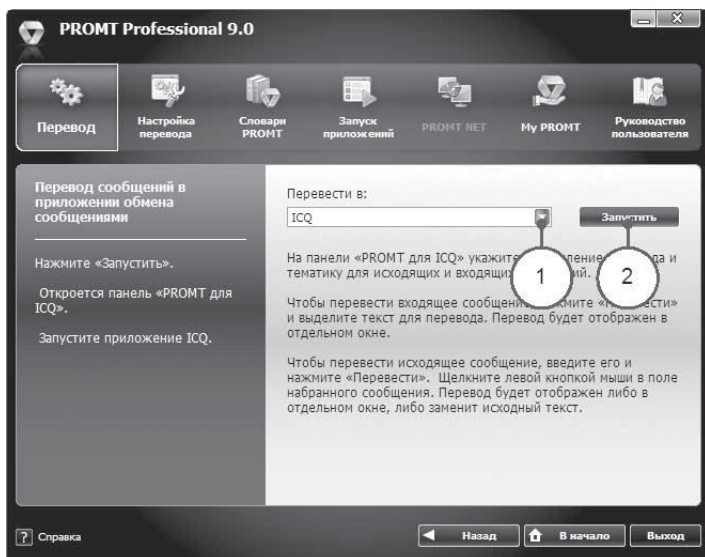 PROMT Professional 9.0
Перевод
Настройка
перевода
Словари
PROMT
Запуск
приложений
PROMT NET
My PROMT
Руководство
пользователя
Перевод сообщений в
приложении обмена
сообщениями
Нажмите «Запустить».
Откроется панель «PROMT для
ICQ».
Запустите приложение ICQ.
Перевести в:
ICQ
Запустить
1
2
На панели «PROMT для ICQ» укажите и
тематику для исходящих и входящих
Чтобы перевести входящее и
и выделите текст для перевода. Перевод будет отображен в
отдельном окне.
Чтобы перевести исходящее сообщение, введите его и
нажмите «Перевести». Щелкните левой кнопкой мыши в поле
набранного сообщения. Перевод будет отображен либо в
отдельном окне, либо заменит исходный текст.
? Справка
Назад
В начало
Выход